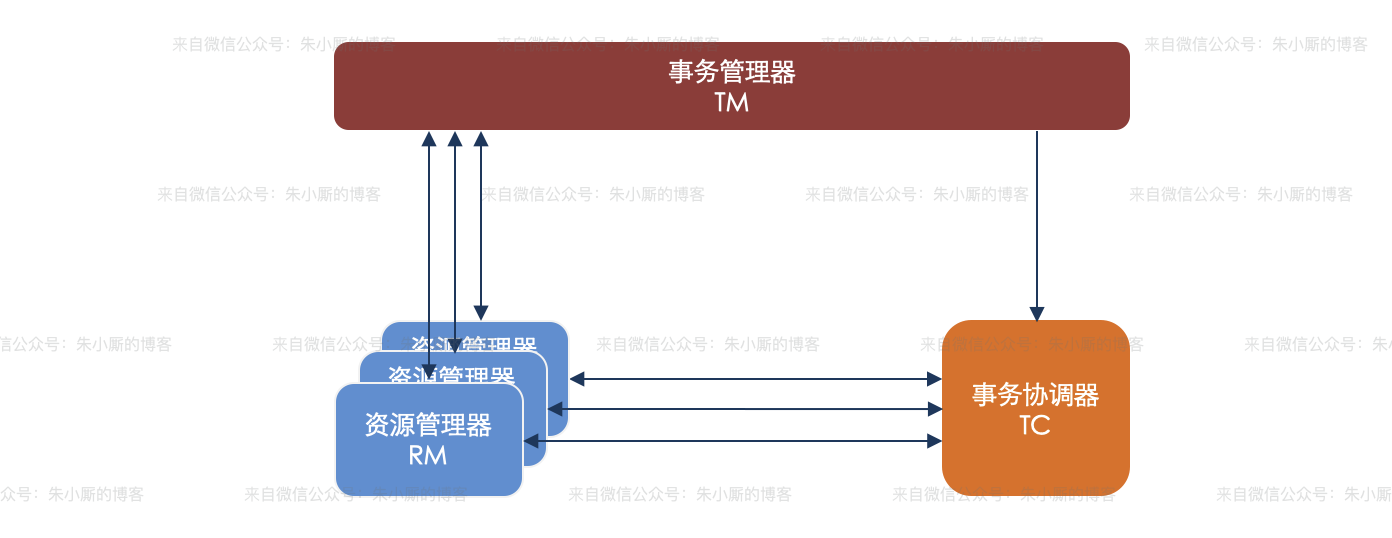 来自微信公众号：朱小厮的博客
来自微信公众号：朱小厮的博客
来自微信公众号：朱小厮的博客
来自微信公众号：朱小厮的博客
事务管理器
TM
来自微信公众号：朱小厮的博客
来自微信公众号：朱小厮的博客
来自微信公众号：朱小厮的博客
来自微信公众号：朱小厮的博客
信公众号：朱小厮的博客
来自微信公众号
来自微信公众号：朱小厮的博客
来自微信公众号：朱小厮的博客
来自微信公众号：朱小
资源管理器
资源管理器
资源管理器
RM
事务协调器
TC
众号：朱小厮的博客
来自微信公众号：朱小厮的博客
来自微信公众号：朱小厮的博客
来自微信公众号：朱小厮的博客
来自微信公众号：朱小厮